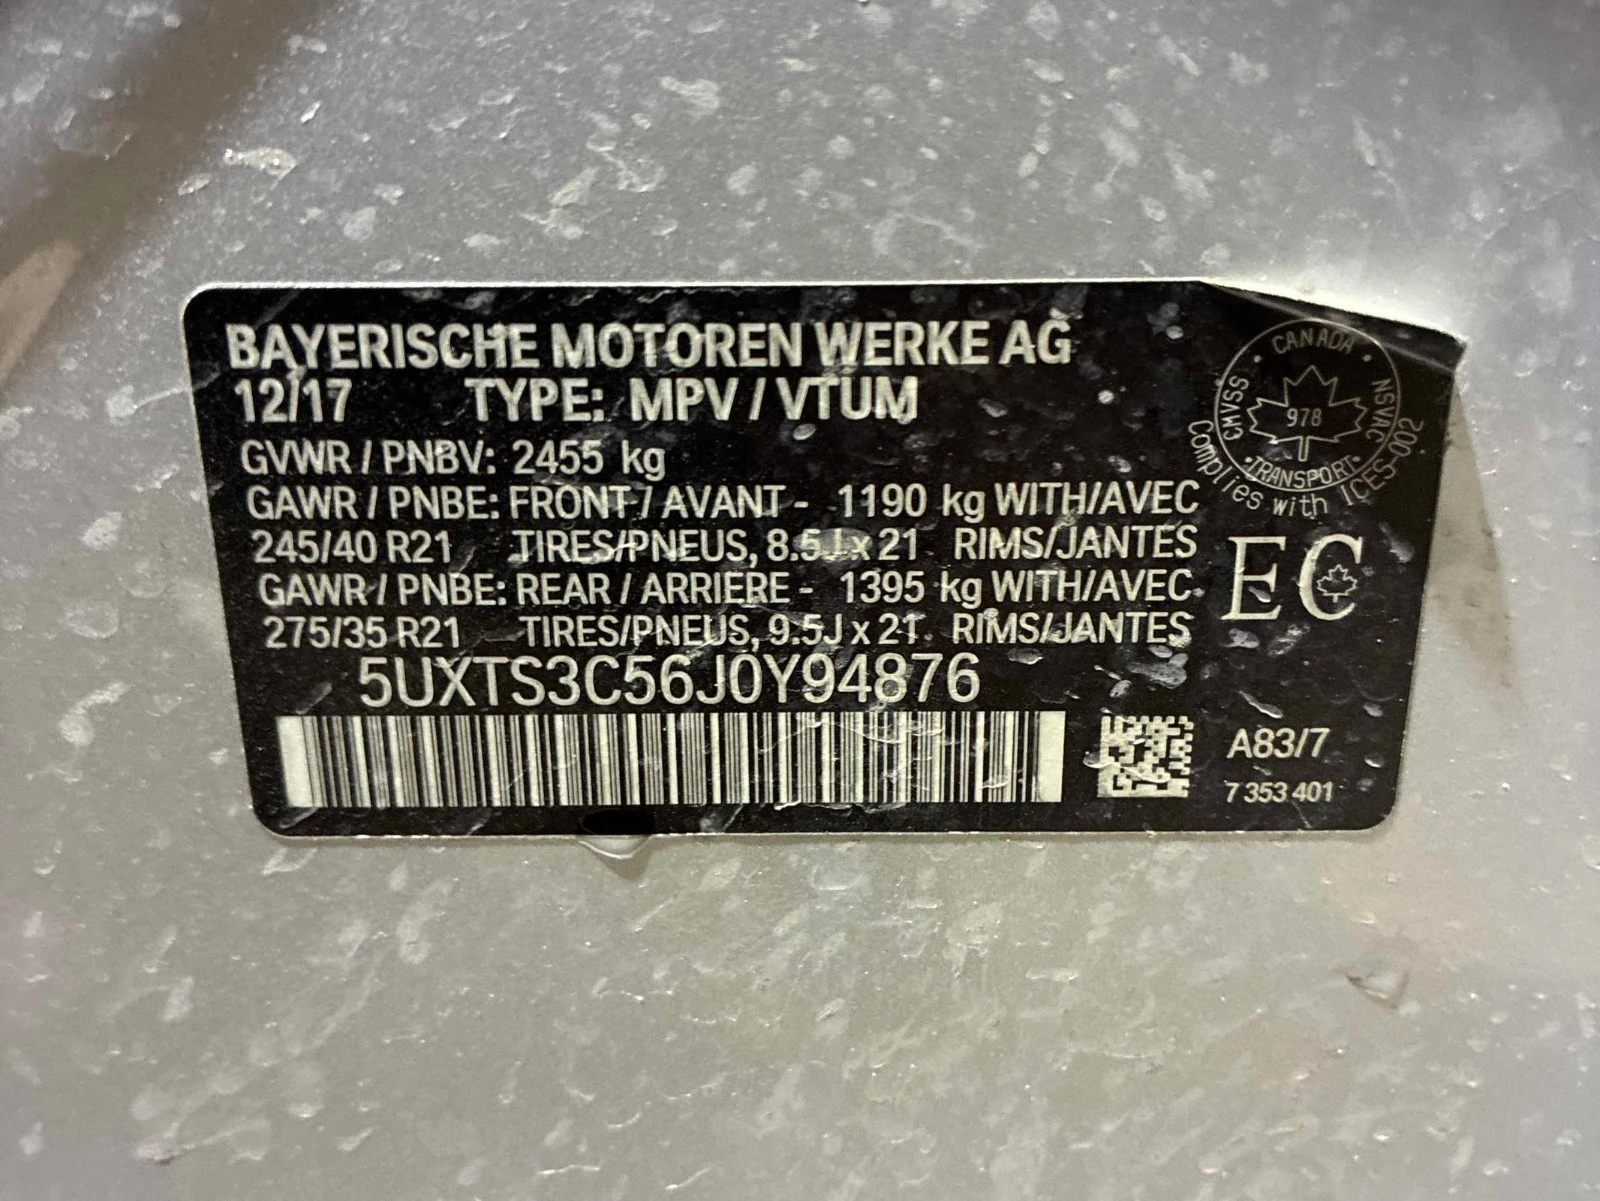 BAYERISCHE MOTOREN WERKE AG
12/17 TYPE: MPV / VTUM
GVWR / PNBV: 2455 kg
GAWR / PNBE: FRONT / AVANT - 1190 kg WITH/AVEC
245/40 R21 TIRES/PNEUS, 8.5J x 21 RIMS/JANTES
GAWR / PNBE: REAR / ARRIÈRE - 1395 kg WITH/AVEC
275/35 R21 TIRES/PNEUS, 9.5J x 21 RIMS/JANTES
5UXTS3C56J0Y94876
CANADA
CMVSS 978 NSVAC
TRANSPORT
Complies with ICES-002
EC
A83/7
7 353 401